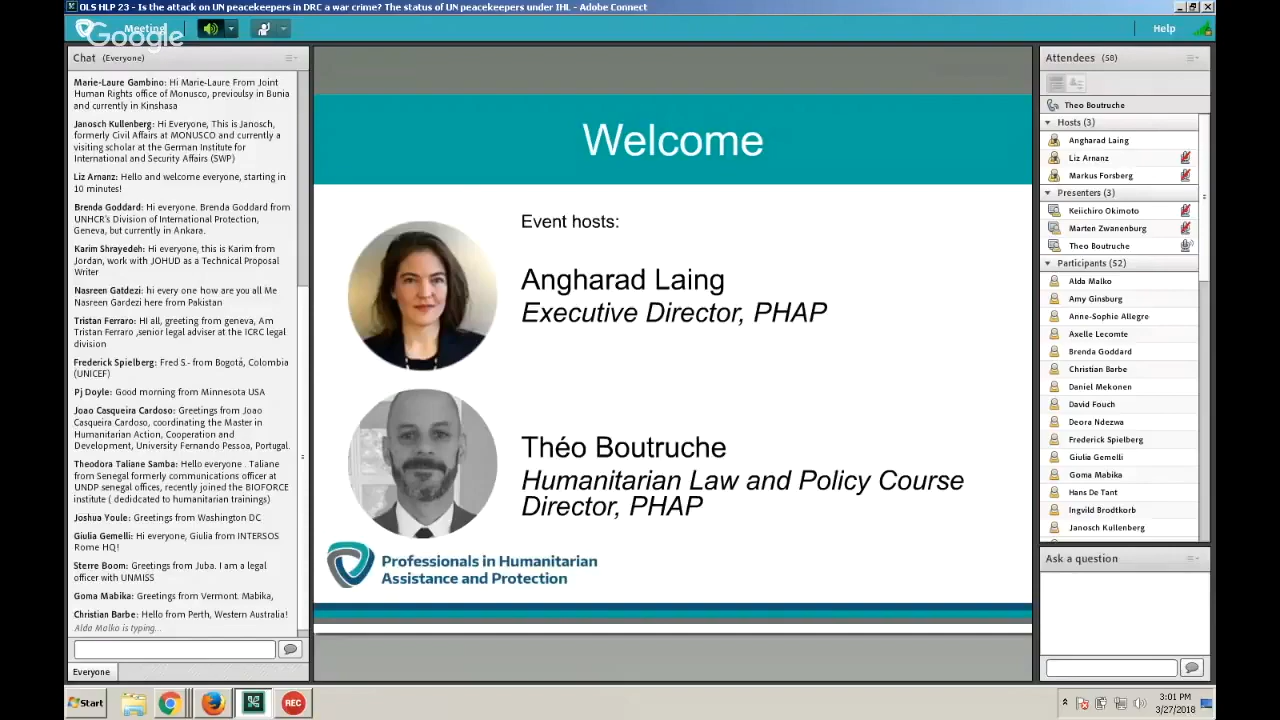 OLS HLP 23 - Is the attack on UN peacekeepers in DRC a war crime? The status of UN peacekeepers under IHL - Adobe Connect
Meeting
Google
Help
Chat (Everyone)
Marie-Laure Gambino: Hi Marie-Laure From Joint
Human Rights office of Monusco, previoulsy in Bunia
and currently in Kinshasa
Janosch Kullenberg: Hi Everyone, This is Janosch,
formerly Civil Affairs at MONUSCO and currently a
visiting scholar at the German Institute for
International and Security Affairs (SWP)
Liz Arnanz: Hello and welcome everyone, starting in
10 minutes!
Brenda Goddard: Hi everyone. Brenda Goddard from
UNHCR's Division of International Protection,
Geneva, but currently in Ankara.
Karim Shrayedeh: Hi everyone, this is Karim from
Jordan, work with JOHUD as a Technical Proposal
Writer
Nasreen Gatdezi: hi every one how are you all Me
Nasreen Gardezi here from Pakistan
Tristan Ferraro: HI all, greeting from geneva, Am
Tristan Ferraro ,senior legal adviser at the ICRC legal
division
Frederick Spielberg: Fred S.- from Bogotá, Colombia
(UNICEF)
Pj Doyle: Good morning from Minnesota USA
Joao Casqueira Cardoso: Greetings from Joao
Casqueira Cardoso, coordinating the Master in
Humanitarian Action, Cooperation and
Development, University Fernando Pessoa, Portugal.
Theodora Taliane Samba: Hello everyone . Taliane
from Senegal formerly communications officer at
UNDP senegal offices, recently joined the BIOFORCE
institute ( dedidcated to humanitarian trainings)
Joshua Youle: Greetings from Washington DC
Giulia Gemelli: Hi everyone, Giulia from INTERSOS
Rome HQ!
Sterre Boom: Greetings from Juba. I am a legal
officer with UNMISS
Goma Mabika: Greetings from Vermont. Mabika,
Christian Barbe: Hello from Perth, Western Australia!
Alda Malko is typing...
Everyone
Welcome
Event hosts:
Angharad Laing
Executive Director, PHAP
Théo Boutruche
Humanitarian Law and Policy Course
Director, PHAP
Professionals in Humanitarian
Assistance and Protection
Attendees (58)
Theo Boutruche
Hosts (3)
Angharad Laing
Liz Arnanz
Markus Forsberg
Presenters (3)
Keiichiro Okimoto
Marten Zwanenburg
Theo Boutruche
Participants (52)
Alda Malko
Amy Ginsburg
Anne-Sophie Allegre
Axelle Lecomte
Brenda Goddard
Christian Barbe
Daniel Mekonen
David Fouch
Deora Ndezwa
Frederick Spielberg
Giulia Gemelli
Goma Mabika
Hans De Tant
Ingvild Brodtkorb
Janosch Kullenberg
Ask a question
Start
REC
3:01 PM
3/27/2018